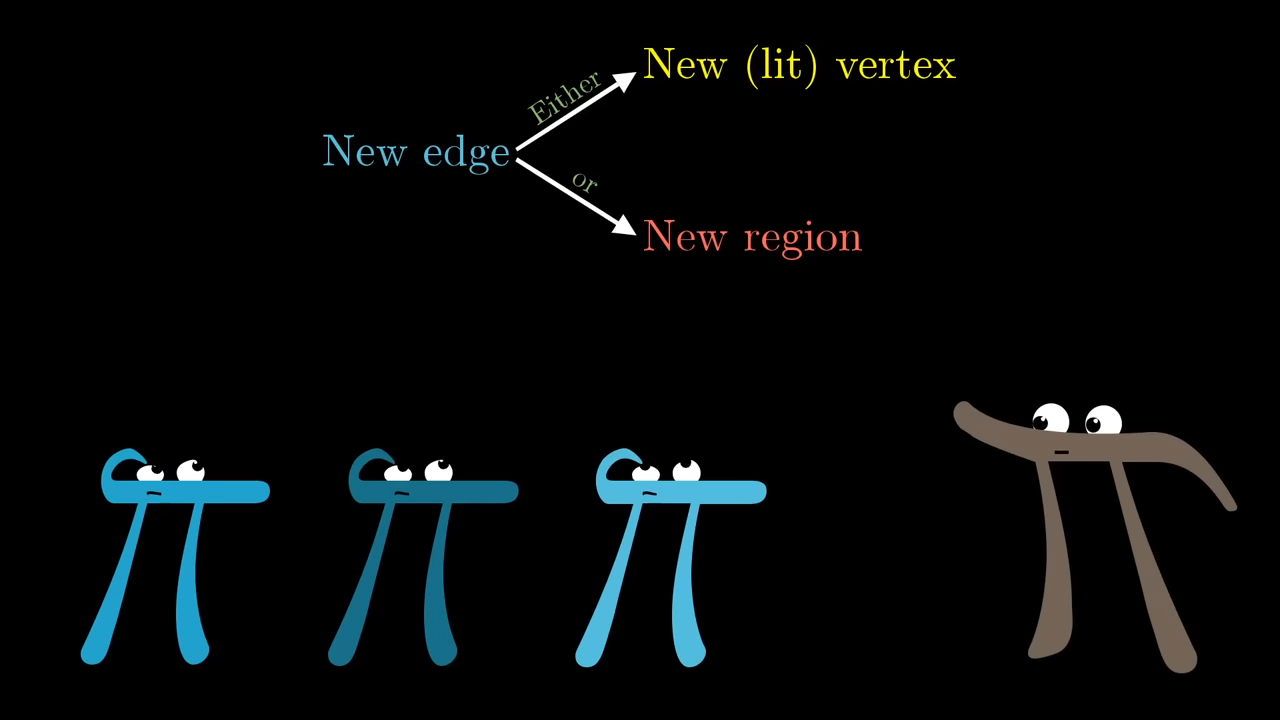 New (lit) vertex
Either
New edge
or
New region